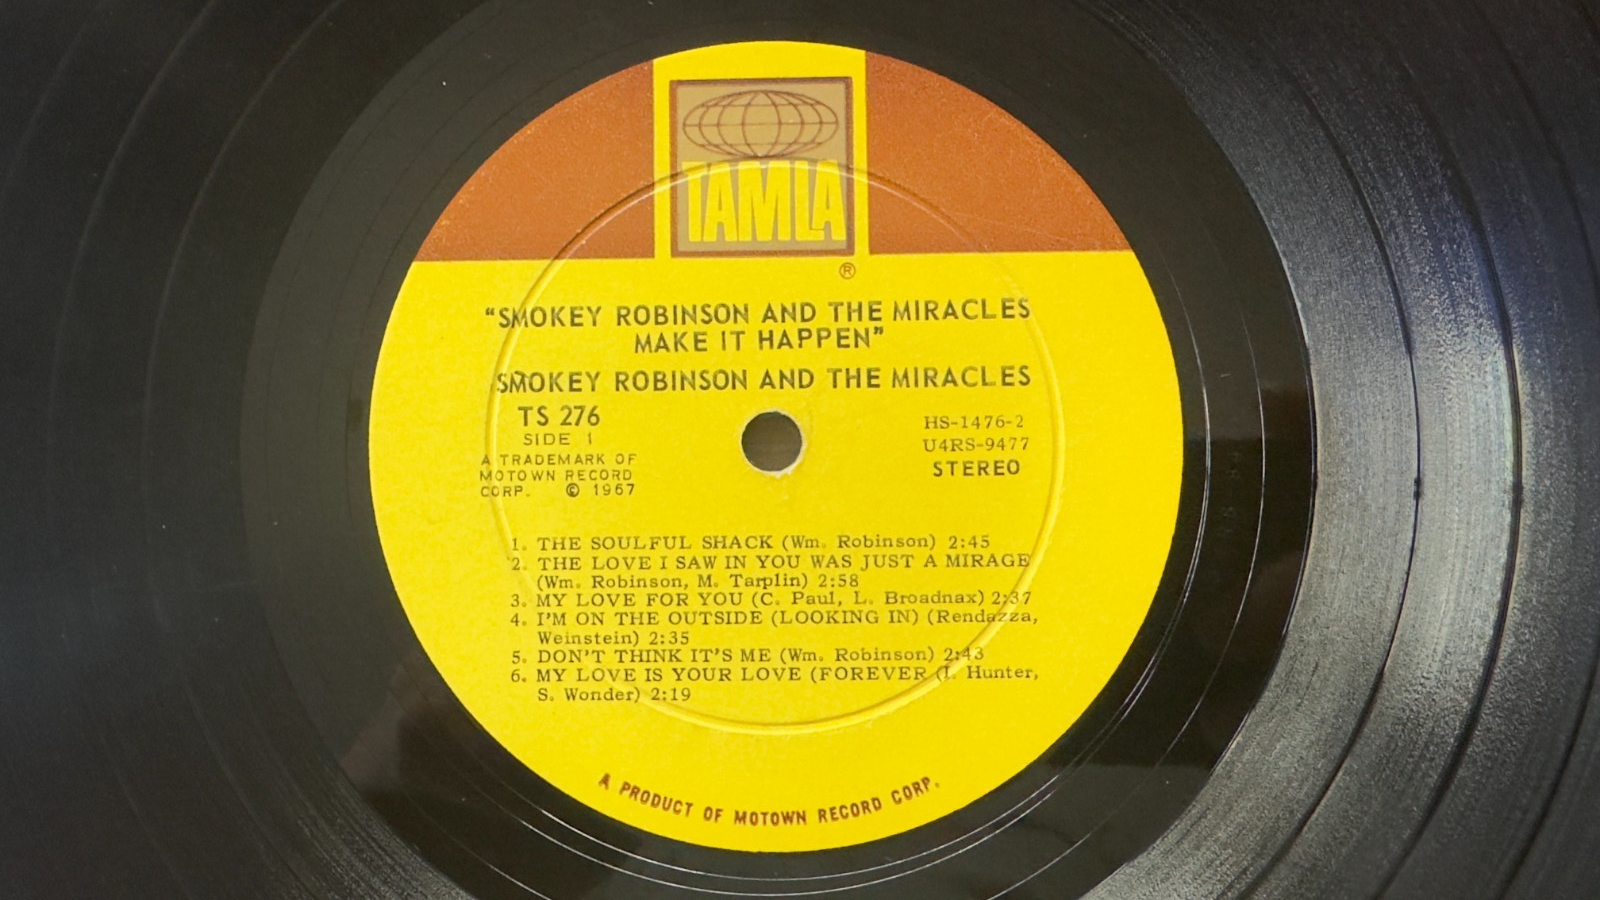 TAMLA
®
“SMOKEY ROBINSON AND THE MIRACLES
MAKE IT HAPPEN”
SMOKEY ROBINSON AND THE MIRACLES
TS 276
SIDE 1
A TRADEMARK OF
MOTOWN RECORD
CORP. © 1967
HS-1476-2
U4RS-9477
STEREO
1. THE SOULFUL SHACK (Wm. Robinson) 2:45
2. THE LOVE I SAW IN YOU WAS JUST A MIRAGE
(Wm. Robinson, M. Tarplin) 2:58
3. MY LOVE FOR YOU (C. Paul, L. Broadnax) 2:37
4. I'M ON THE OUTSIDE (LOOKING IN) (Rendazza,
Weinstein) 2:35
5. DON'T THINK IT'S ME (Wm. Robinson) 2:43
6. MY LOVE IS YOUR LOVE (FOREVER (I. Hunter,
S. Wonder) 2:19
A PRODUCT OF MOTOWN RECORD CORP.